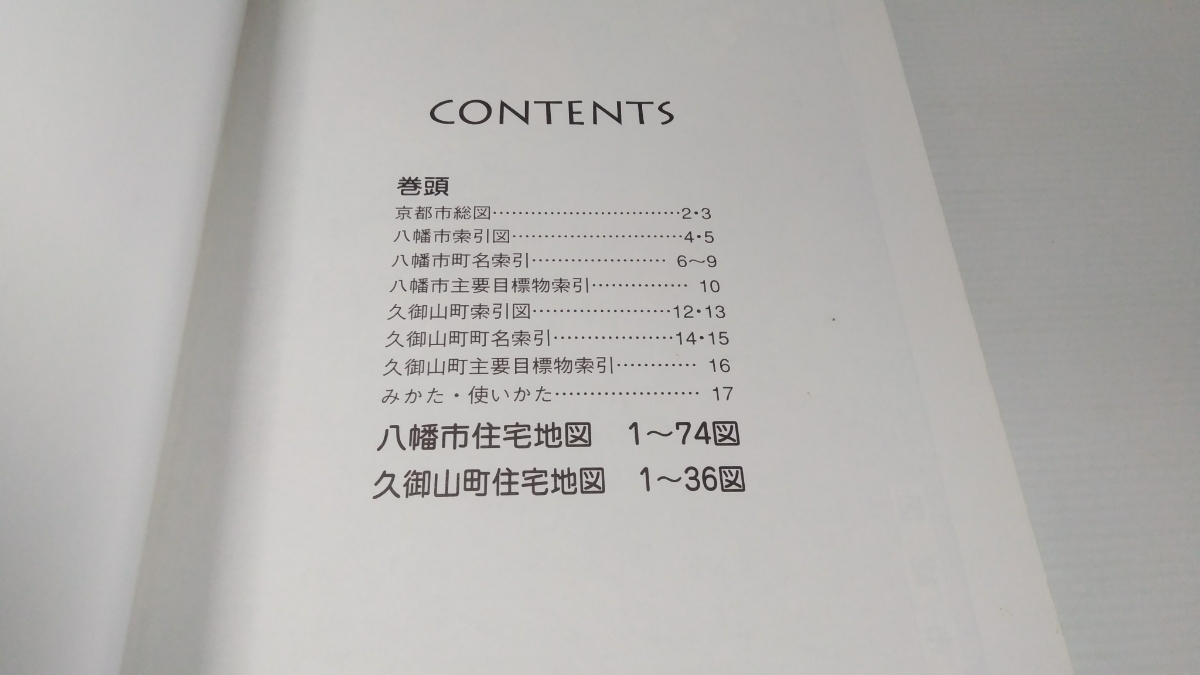 CONTENTS
巻頭
京都市総図…………………………2・3
八幡市索引図………………………4・5
八幡市町名索引………………… 6〜9
八幡市主要目標物索引…………… 10
久御山町索引図…………………12・13
久御山町町名索引………………14・15
久御山町主要目標物索引………… 16
みかた・使いかた………………… 17
八幡市住宅地図 1〜74図
久御山町住宅地図 1〜36図